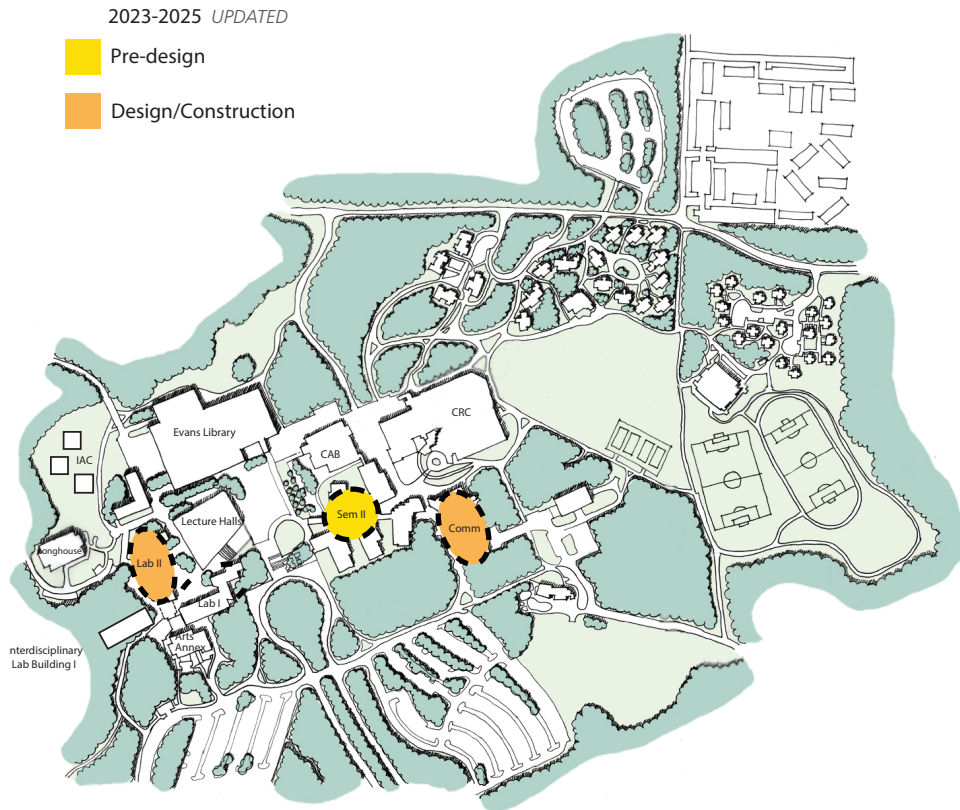 2023-2025 UPDATED
Pre-design
Design/Construction
CRC
Evans Library
CAB
IAC
Sem II
Lecture Halls
Comm
onghouse
Lab II
Lab I
Arts
Annex
nterdisciplinary
Lab Building I